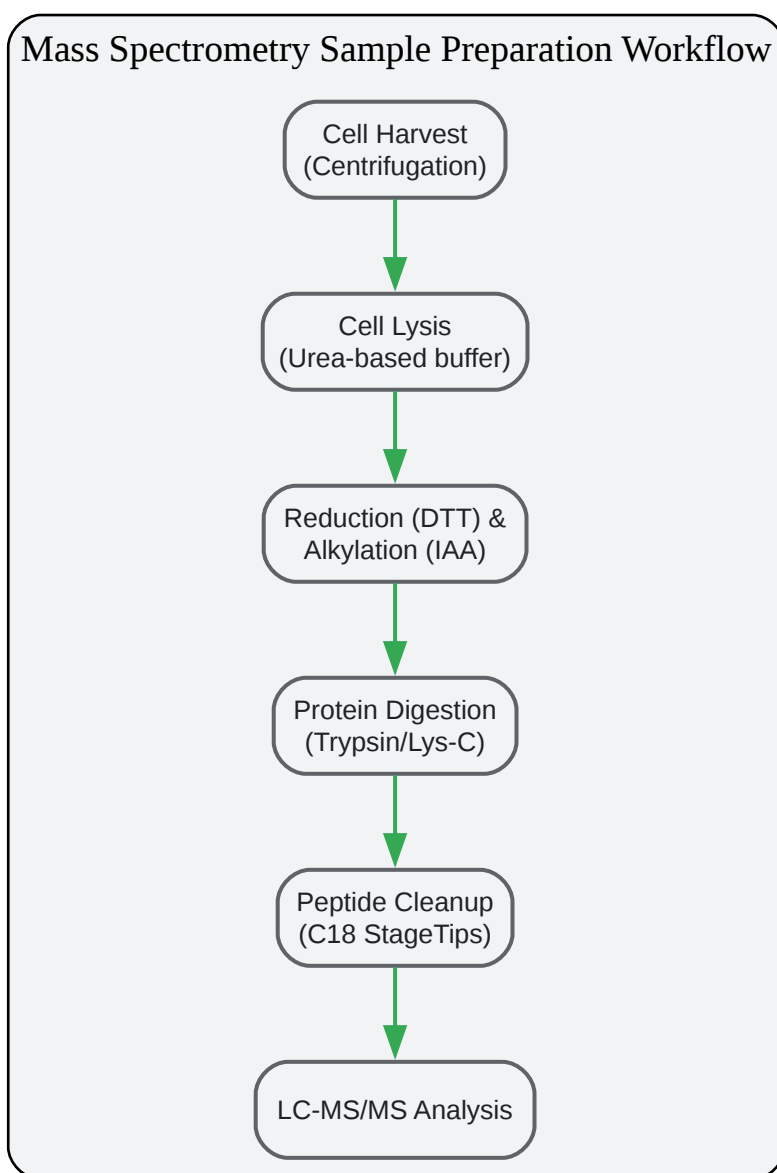 Mass Spectrometry Sample Preparation Workflow
Cell Harvest
(Centrifugation)
Cell Lysis
(Urea-based buffer)
Reduction (DTT) &
Alkylation (IAA)
Protein Digestion
(Trypsin/Lys-C)
Peptide Cleanup
(C18 StageTips)
LC-MS/MS Analysis